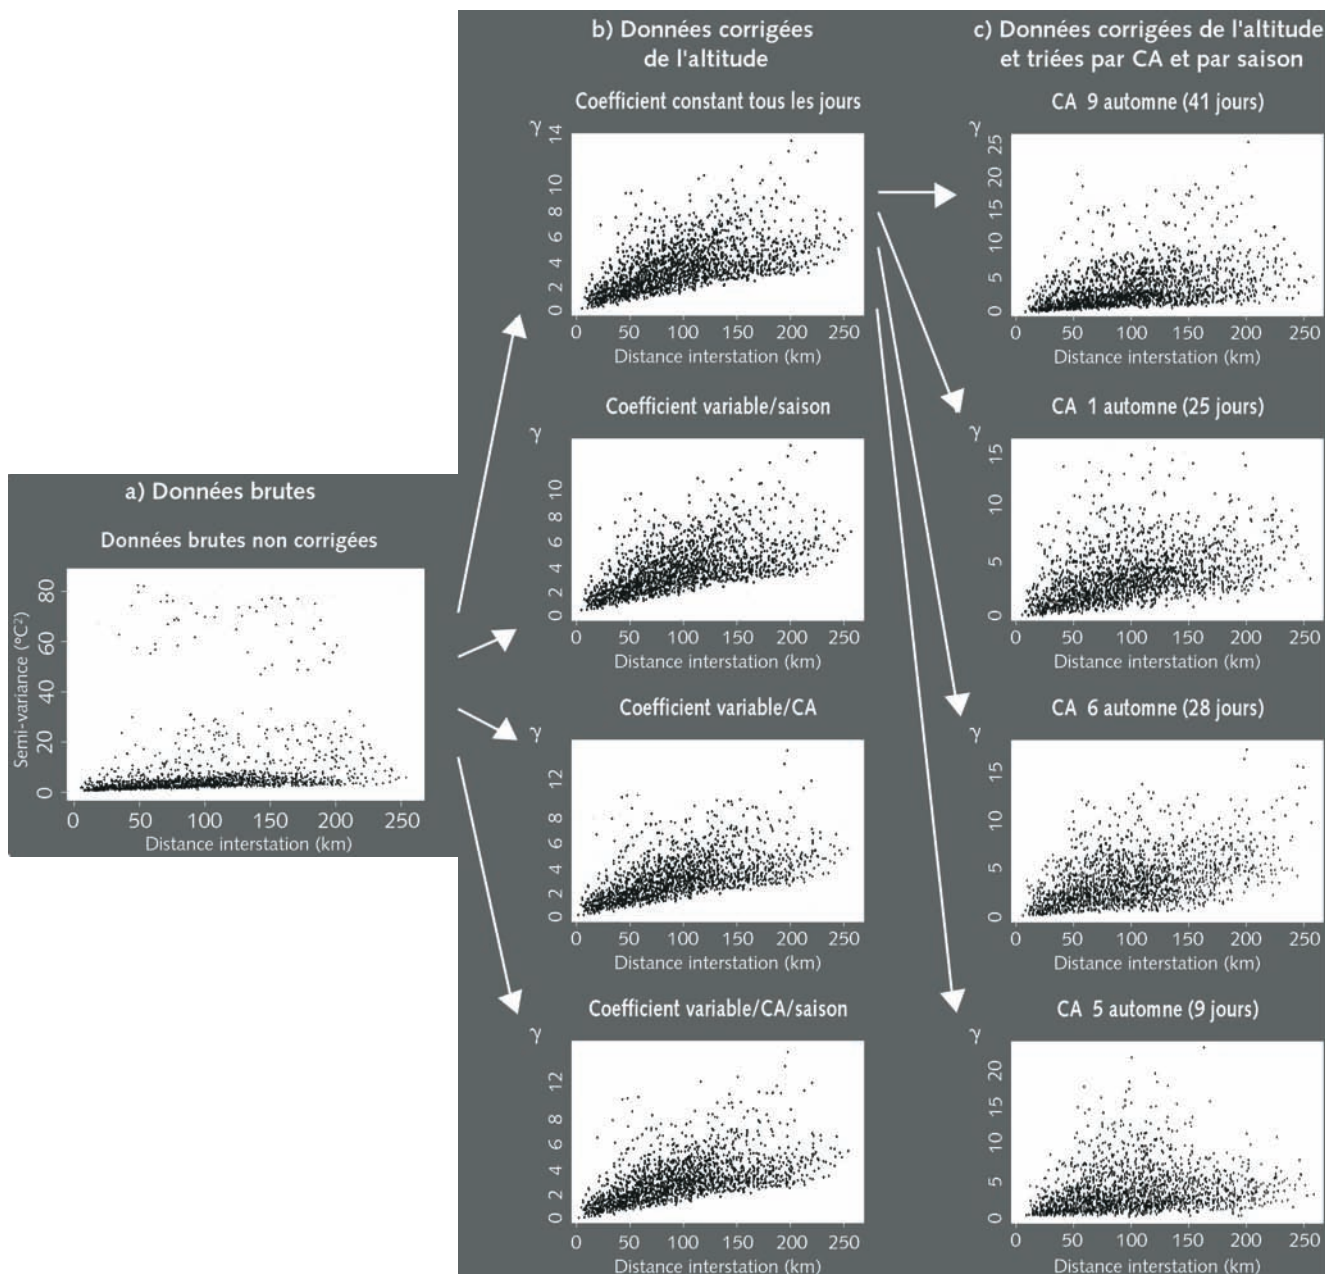 a) Données brutes
Données brutes non corrigées
Semi-variance (°C²)
80
60
40
20
0
0 50 100 150 200 250
Distance interstation (km)
b) Données corrigées
de l'altitude
Coefficient constant tous les jours
γ
14
10
8
6
4
2
0
0 50 100 150 200 250
Distance interstation (km)
Coefficient variable/saison
γ
10
8
6
4
2
0
0 50 100 150 200 250
Distance interstation (km)
Coefficient variable/CA
γ
12
8
6
4
2
0
0 50 100 150 200 250
Distance interstation (km)
Coefficient variable/CA/saison
γ
12
8
6
4
2
0
0 50 100 150 200 250
Distance interstation (km)
c) Données corrigées de l'altitude
et triées par CA et par saison
CA 9 automne (41 jours)
γ
25
20
15
10
5
0
0 50 100 150 200 250
Distance interstation (km)
CA 1 automne (25 jours)
γ
15
10
5
0
0 50 100 150 200 250
Distance interstation (km)
CA 6 automne (28 jours)
γ
15
10
5
0
0 50 100 150 200 250
Distance interstation (km)
CA 5 automne (9 jours)
γ
20
15
10
5
0
0 50 100 150 200 250
Distance interstation (km)